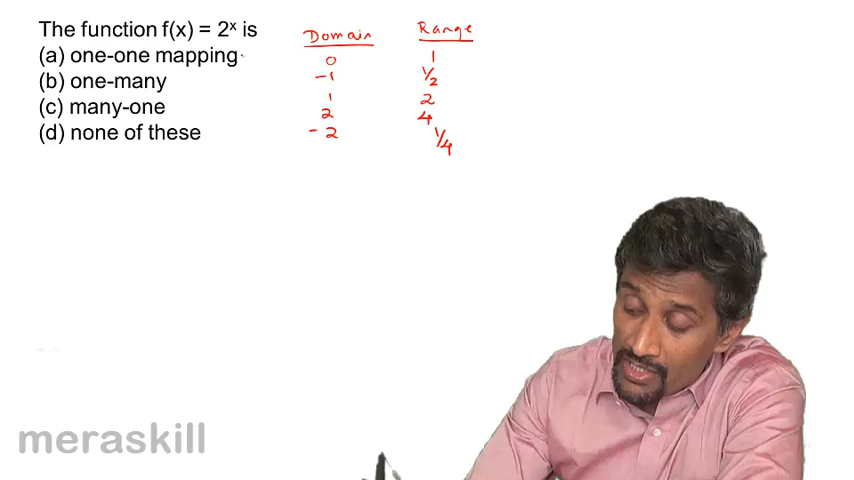 The function f(x) = 2ˣ is
(a) one-one mapping
(b) one-many
(c) many-one
(d) none of these
Domain Range
0 1
-1 1/2
1 2
2 4
-2 1/4
meraskill